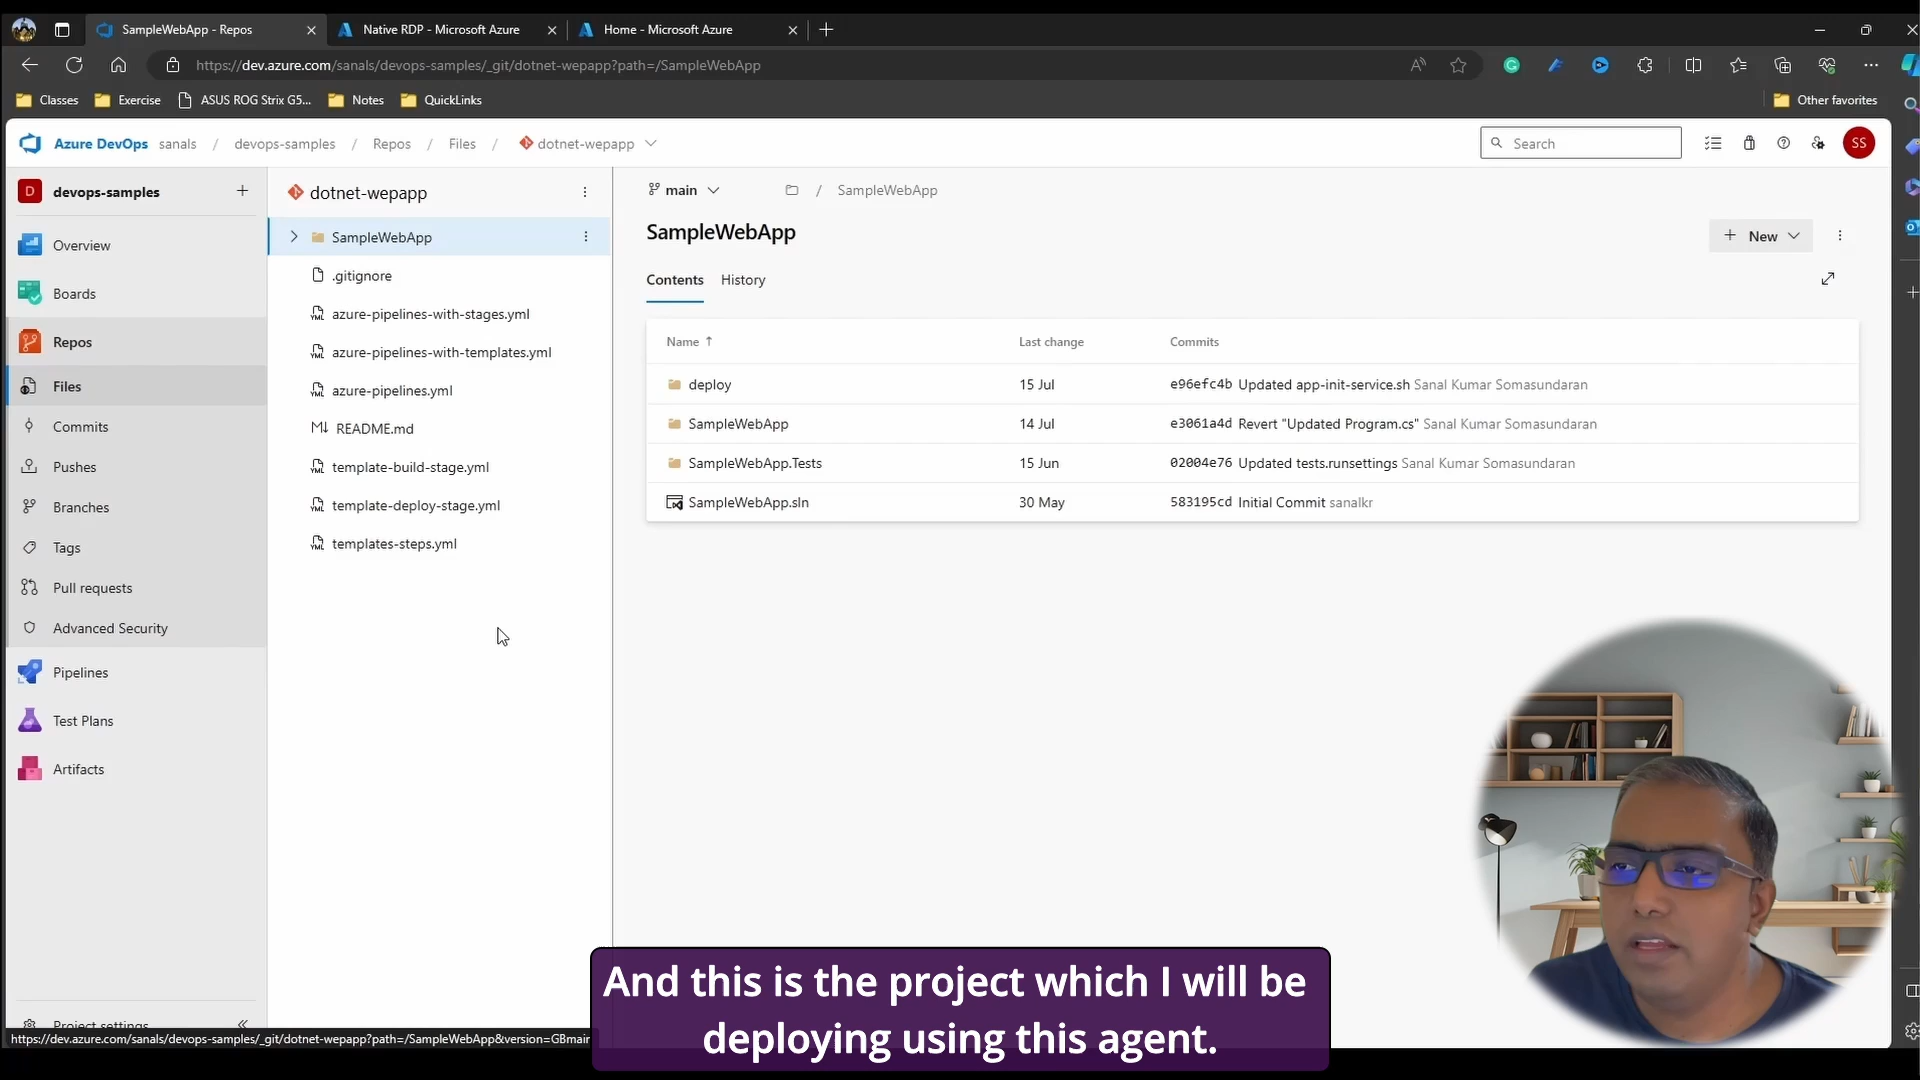 SampleWebApp - Repos
Native RDP - Microsoft Azure
Home - Microsoft Azure
https://dev.azure.com/sanals/devops-samples/_git/dotnet-wepapp?path=/SampleWebApp
Classes
Exercise
ASUS ROG Strix G5...
Notes
QuickLinks
Other favorites
Azure DevOps sanals / devops-samples / Repos / Files / dotnet-wepapp
Search
SS
D devops-samples
Overview
Boards
Repos
Files
Commits
Pushes
Branches
Tags
Pull requests
Advanced Security
Pipelines
Test Plans
Artifacts
Project settings
dotnet-wepapp
SampleWebApp
.gitignore
YML azure-pipelines-with-stages.yml
YML azure-pipelines-with-templates.yml
YML azure-pipelines.yml
M↓ README.md
YML template-build-stage.yml
YML template-deploy-stage.yml
YML templates-steps.yml
main
/ SampleWebApp
SampleWebApp
New
Contents History
Name ↑ Last change Commits
deploy 15 Jul e96efc4b Updated app-init-service.sh Sanal Kumar Somasundaran
SampleWebApp 14 Jul e3061a4d Revert "Updated Program.cs" Sanal Kumar Somasundaran
SampleWebApp.Tests 15 Jun 02004e76 Updated tests.runsettings Sanal Kumar Somasundaran
SampleWebApp.sln 30 May 583195cd Initial Commit sanalkr
https://dev.azure.com/sanals/devops-samples/_git/dotnet-wepapp?path=/SampleWebApp&version=GBmain
And this is the project which I will be
deploying using this agent.